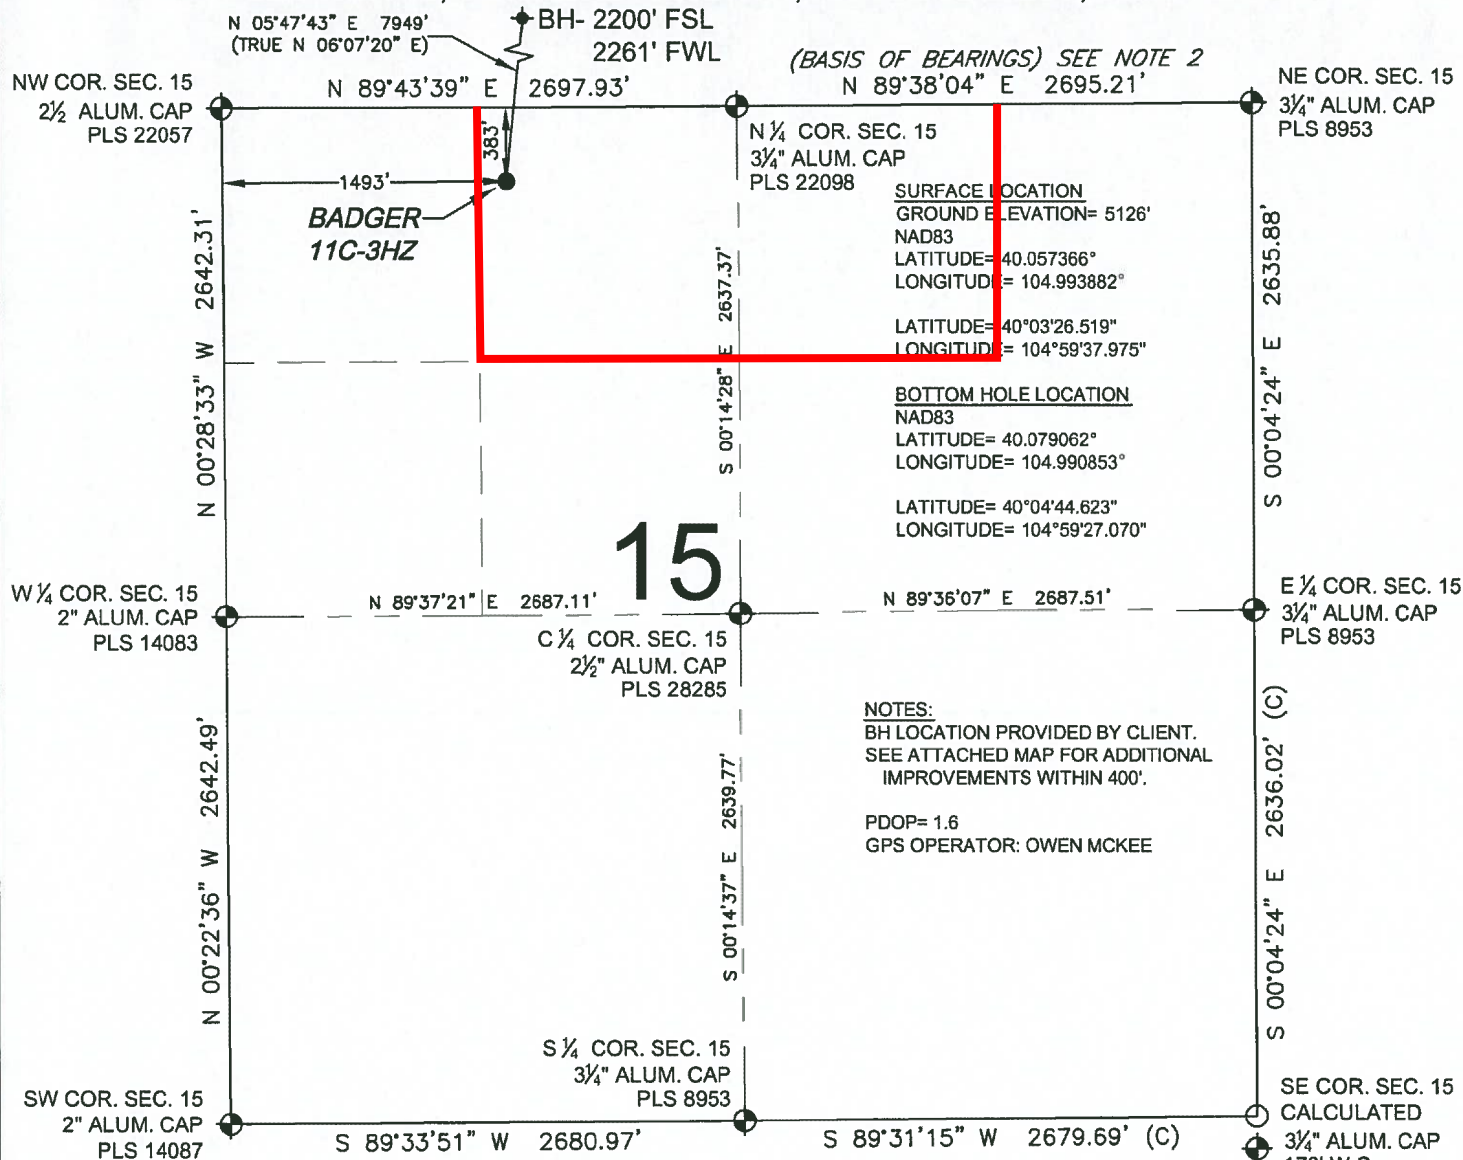 N 05°47'43" E 7949'
(TRUE N 06°07'20" E)
BH- 2200' FSL
2261' FWL
(BASIS OF BEARINGS) SEE NOTE 2
NW COR. SEC. 15
2½ ALUM. CAP
PLS 22057
N 89°43'39" E 2697.93'
N 89°38'04" E 2695.21'
NE COR. SEC. 15
3¼" ALUM. CAP
PLS 8953
383'
N ¼ COR. SEC. 15
3¼" ALUM. CAP
PLS 22098
1493'
BADGER
11C-3HZ
SURFACE LOCATION
GROUND ELEVATION= 5126'
NAD83
LATITUDE= 40.057366°
LONGITUDE= 104.993882°
LATITUDE= 40°03'26.519"
LONGITUDE= 104°59'37.975"
N 00°28'33" W 2642.31'
S 00°14'28" E 2637.37'
S 00°04'24" E 2635.88'
BOTTOM HOLE LOCATION
NAD83
LATITUDE= 40.079062°
LONGITUDE= 104.990853°
LATITUDE= 40°04'44.623"
LONGITUDE= 104°59'27.070"
15
W ¼ COR. SEC. 15
2" ALUM. CAP
PLS 14083
N 89°37'21" E 2687.11'
N 89°36'07" E 2687.51'
E ¼ COR. SEC. 15
3¼" ALUM. CAP
PLS 8953
C ¼ COR. SEC. 15
2½" ALUM. CAP
PLS 28285
NOTES:
BH LOCATION PROVIDED BY CLIENT.
SEE ATTACHED MAP FOR ADDITIONAL
IMPROVEMENTS WITHIN 400'.
PDOP= 1.6
GPS OPERATOR: OWEN MCKEE
N 00°22'36" W 2642.49'
S 00°14'37" E 2639.77'
S 00°04'24" E 2636.02' (C)
S ¼ COR. SEC. 15
3¼" ALUM. CAP
PLS 8953
SW COR. SEC. 15
2" ALUM. CAP
PLS 14087
S 89°33'51" W 2680.97'
S 89°31'15" W 2679.69' (C)
SE COR. SEC. 15
CALCULATED
3¼" ALUM. CAP